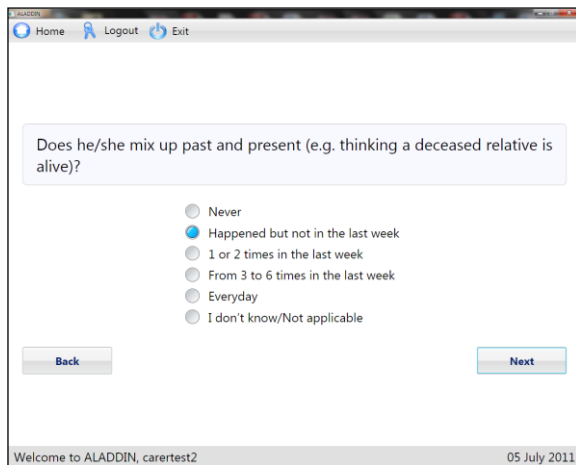 ALADDIN
Home Logout Exit
Does he/she mix up past and present (e.g. thinking a deceased relative is
alive)?
Never
Happened but not in the last week
1 or 2 times in the last week
From 3 to 6 times in the last week
Everyday
I don't know/Not applicable
Back Next
Welcome to ALADDIN, carertest2 05 July 2011